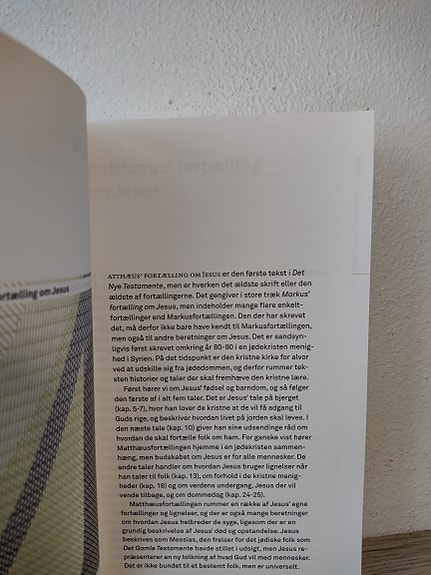 Matthæus' fortælling
om Jesus
ortælling om Jesus
ATTHÆUS' FORTÆLLING OM JESUS er den første tekst i Det
Nye Testamente, men er hverken det ældste skrift eller den
ældste af fortællingerne. Det gengiver i store træk Markus'
fortælling om Jesus, men indeholder mange flere enkelt-
fortællinger end Markusfortællingen. Den der har skrevet
det, må derfor ikke bare have kendt til Markusfortællingen,
men også til andre beretninger om Jesus. Det er sandsyn-
ligvis først skrevet omkring år 80-90 i en jødekristen menig-
hed i Syrien. På det tidspunkt er den kristne kirke for alvor
ved at udskille sig fra jødedommen, og derfor rummer tek-
sten historier og taler der skal fremhæve den kristne lære.
Først hører vi om Jesus' fødsel og barndom, og så følger
den første af i alt fem taler. Det er Jesus' tale på bjerget
(kap. 5-7), hvor han lover de kristne at de vil få adgang til
Guds rige, og beskriver hvordan livet på jorden skal leves. I
den næste tale (kap. 10) giver han sine udsendinge råd om
hvordan de skal fortælle folk om ham. For ganske vist hører
Matthæusfortællingen hjemme i en jødekristen sammen-
hæng, men budskabet om Jesus er for alle mennesker. De
andre taler handler om hvordan Jesus bruger lignelser når
han taler til folk (kap. 13), om forhold i de kristne menig-
heder (kap. 18) og om verdens undergang, Jesus der vil
vende tilbage, og om dommedag (kap. 24-25).
Matthæusfortællingen rummer en række af Jesus' egne
fortællinger og lignelser, og der er også mange beretninger
om hvordan Jesus helbreder de syge, ligesom der er en
grundig beskrivelse af Jesus' død og opstandelse. Jesus
beskrives som Messias, den frelser for det jødiske folk som
Det Gamle Testamente havde stillet i udsigt, men Jesus re-
præsenterer en ny tolkning af hvad Gud vil med mennesker.
Det er ikke bundet til et bestemt folk, men er universelt.